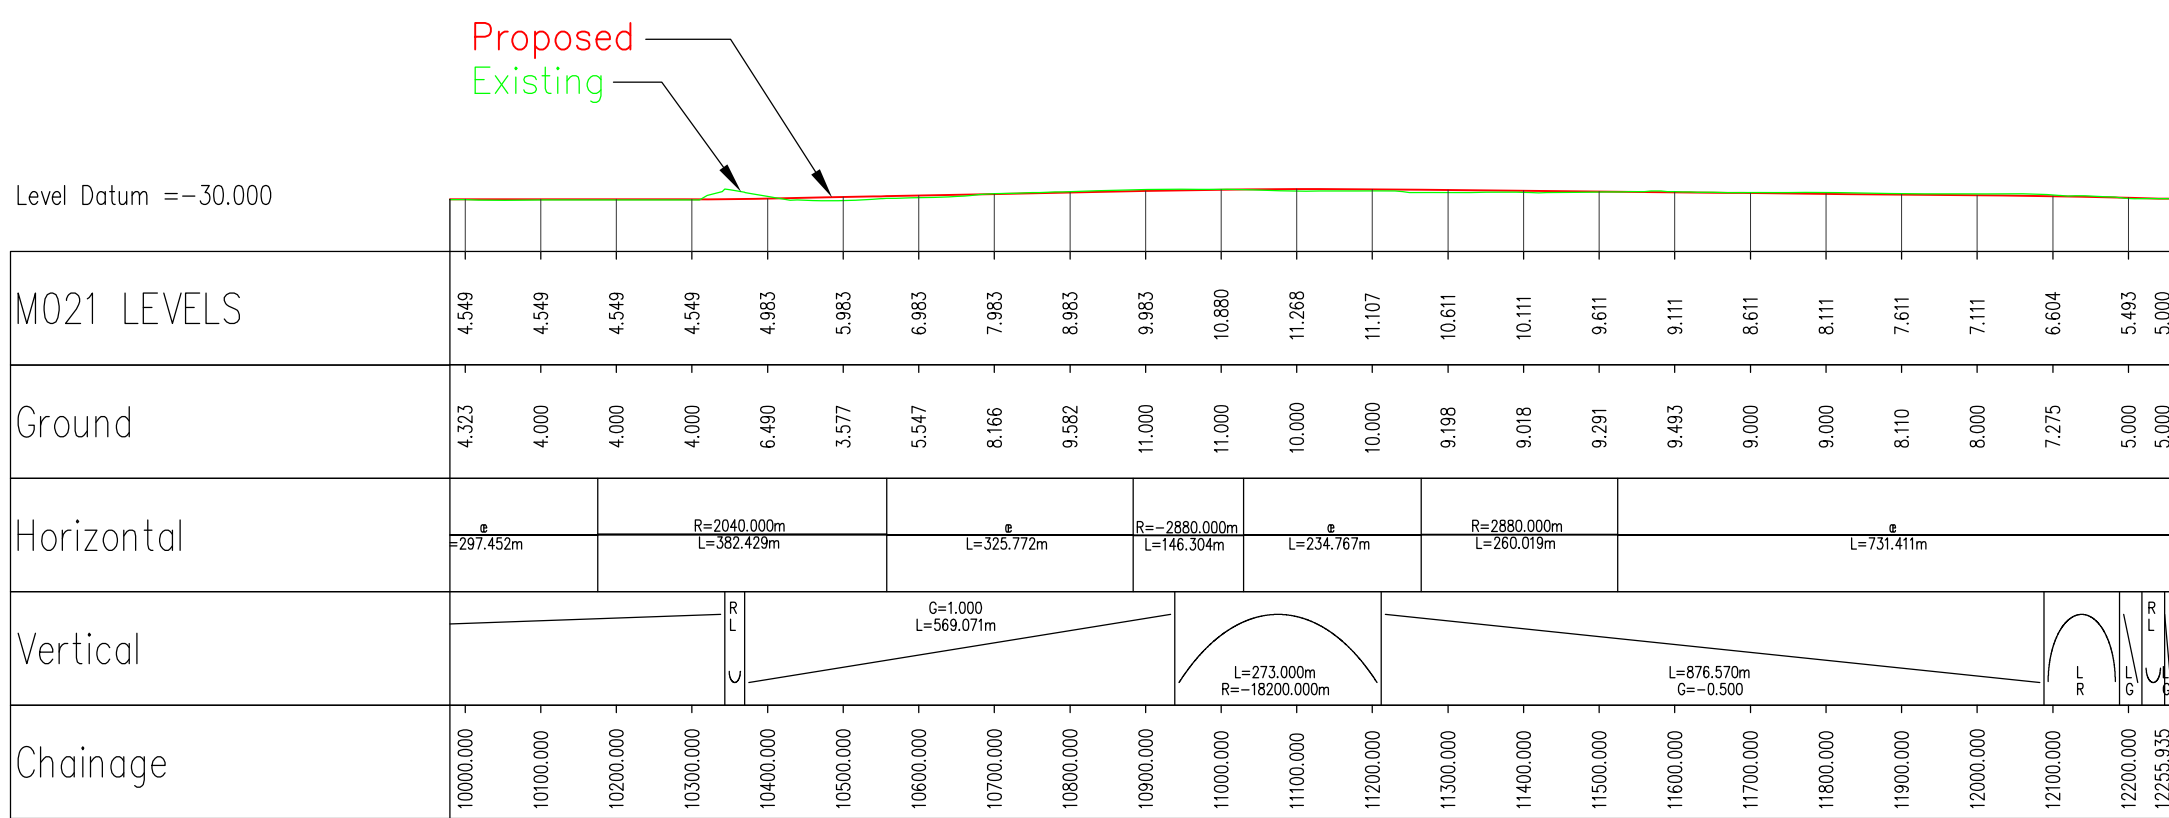 Proposed
Existing
Level Datum =-30.000
M021 LEVELS
4.549 4.549 4.549 4.549 4.983 5.983 6.983 7.983 8.983 9.983 10.880 11.268 11.107 10.611 10.111 9.611 9.111 8.611 8.111 7.611 7.111 6.604 5.493 5.000
Ground
4.323 4.000 4.000 4.000 6.490 3.577 5.547 8.166 9.582 11.000 11.000 10.000 10.000 9.198 9.018 9.291 9.493 9.000 9.000 8.110 8.000 7.275 5.000 5.000
Horizontal
œ R=2040.000m œ R=-2880.000m œ R=2880.000m œ
=297.452m L=382.429m L=325.772m L=146.304m L=234.767m L=260.019m L=731.411m
Vertical
R G=1.000 R
L L=569.071m L
L=273.000m L=876.570m L L L
R=-18200.000m G=-0.500 R G G
Chainage
10000.000 10100.000 10200.000 10300.000 10400.000 10500.000 10600.000 10700.000 10800.000 10900.000 11000.000 11100.000 11200.000 11300.000 11400.000 11500.000 11600.000 11700.000 11800.000 11900.000 12000.000 12100.000 12200.000 12255.935